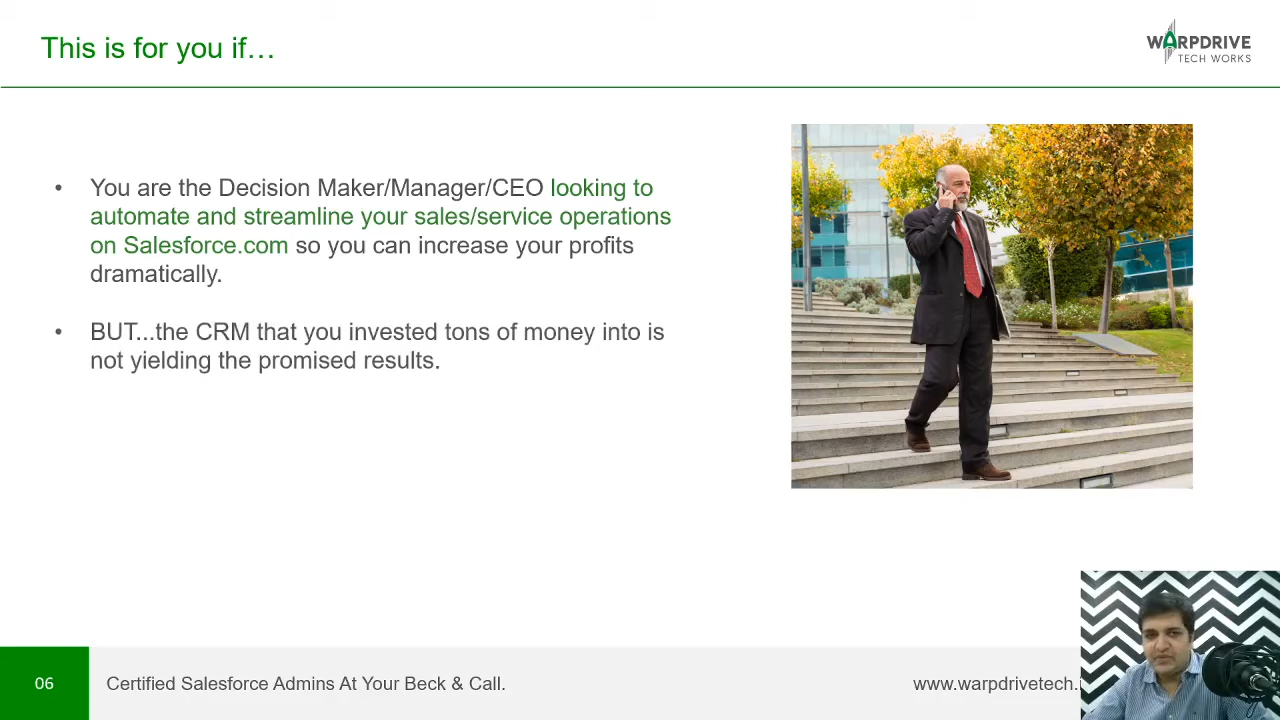 This is for you if…
WARPDRIVE
TECH WORKS
• You are the Decision Maker/Manager/CEO looking to
automate and streamline your sales/service operations
on Salesforce.com so you can increase your profits
dramatically.
• BUT...the CRM that you invested tons of money into is
not yielding the promised results.
06
Certified Salesforce Admins At Your Beck & Call.
www.warpdrivetech.